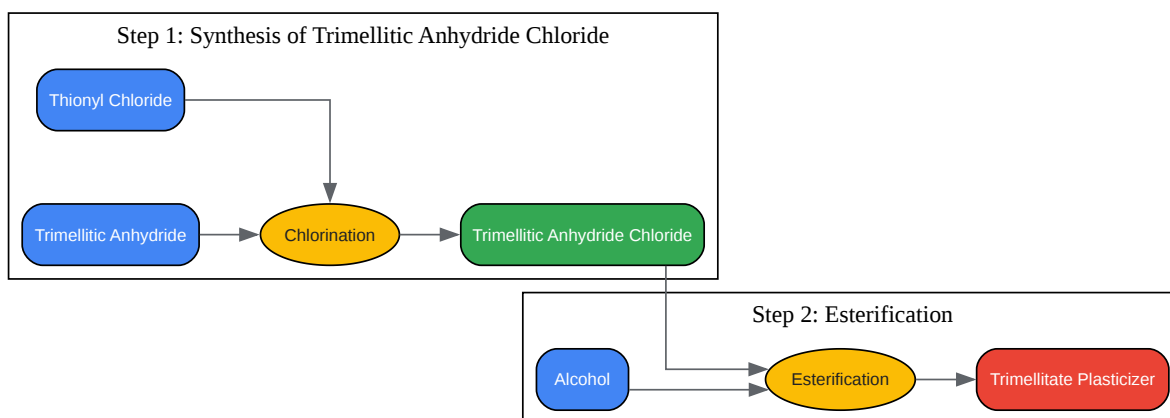 Step 1: Synthesis of Trimellitic Anhydride Chloride
Thionyl Chloride
Trimellitic Anhydride
Chlorination
Trimellitic Anhydride Chloride
Step 2: Esterification
Alcohol
Esterification
Trimellitate Plasticizer